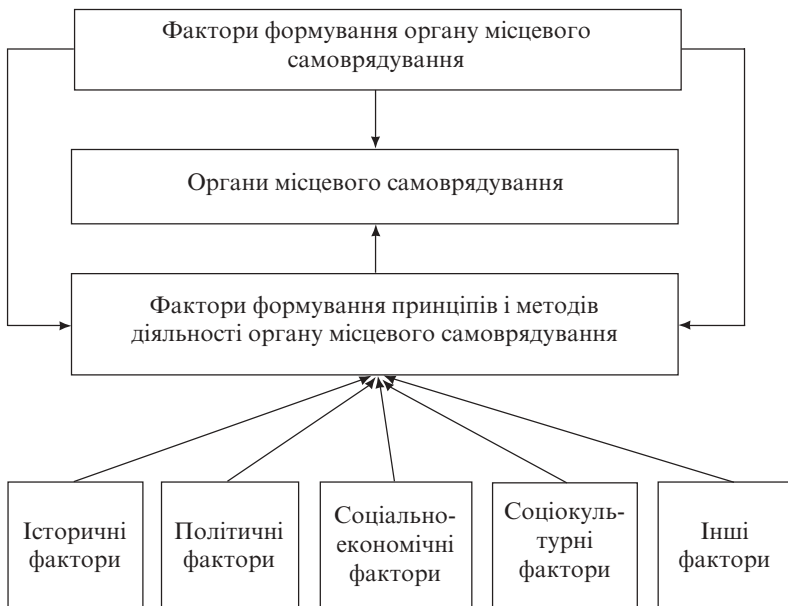 Фактори формування органу місцевого
самоврядування
Органи місцевого самоврядування
Фактори формування принціпів і методів
діяльності органу місцевого самоврядування
Історичні
фактори
Політичні
фактори
Соціально-
економічні
фактори
Соціокуль-
турні
фактори
Інші
фактори